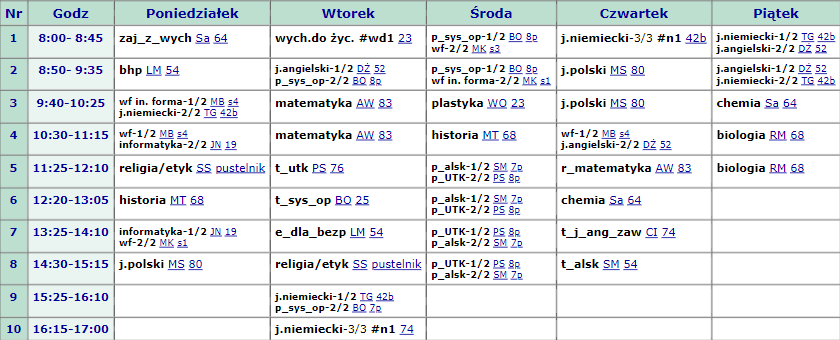 Nr Godz Poniedziałek Wtorek Środa Czwartek Piątek
1 8:00- 8:45 zaj_z_wych Sa 64 wych.do życ. #wd1 23 p_sys_op-1/2 BO 8p j.niemiecki-3/3 #n1 42b j.niemiecki-1/2 TG 42b
wf-2/2 MK s3 j.angielski-2/2 DŻ 52
2 8:50- 9:35 bhp LM 54 j.angielski-1/2 DŻ 52 p_sys_op-1/2 BO 8p j.polski MS 80 j.angielski-1/2 DŻ 52
p_sys_op-2/2 BO 8p wf in. forma-2/2 MK s1 j.niemiecki-2/2 TG 42b
3 9:40-10:25 wf in. forma-1/2 MB s4 matematyka AW 83 plastyka WO 23 j.polski MS 80 chemia Sa 64
j.niemiecki-2/2 TG 42b
4 10:30-11:15 wf-1/2 MB s4 matematyka AW 83 historia MT 68 wf-1/2 MB s4 biologia RM 68
informatyka-2/2 JN 19 j.angielski-2/2 DŻ 52
5 11:25-12:10 religia/etyk SS pustelnik t_utk PS 76 p_alsk-1/2 SM 7p r_matematyka AW 83 biologia RM 68
p_UTK-2/2 PS 8p
6 12:20-13:05 historia MT 68 t_sys_op BO 25 p_alsk-1/2 SM 7p chemia Sa 64
p_UTK-2/2 PS 8p
7 13:25-14:10 informatyka-1/2 JN 19 e_dla_bezp LM 54 p_UTK-1/2 PS 8p t_j_ang_zaw CI 74
wf-2/2 MK s1 p_alsk-2/2 SM 7p
8 14:30-15:15 j.polski MS 80 religia/etyk SS pustelnik p_UTK-1/2 PS 8p t_alsk SM 54
p_alsk-2/2 SM 7p
9 15:25-16:10 j.niemiecki-1/2 TG 42b
p_sys_op-2/2 BO 7p
10 16:15-17:00 j.niemiecki-3/3 #n1 74